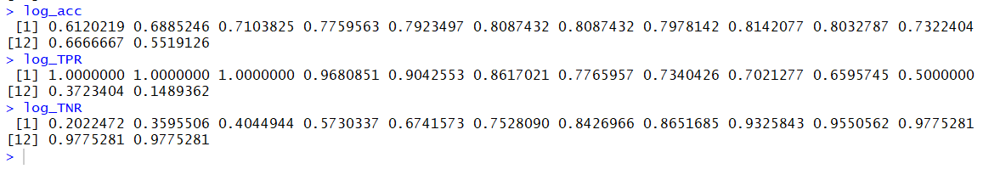 > log_acc
[1] 0.6120219 0.6885246 0.7103825 0.7759563 0.7923497 0.8087432 0.8087432 0.7978142 0.8142077 0.8032787 0.7322404
[12] 0.6666667 0.5519126
> log_TPR
[1] 1.0000000 1.0000000 1.0000000 0.9680851 0.9042553 0.8617021 0.7765957 0.7340426 0.7021277 0.6595745 0.5000000
[12] 0.3723404 0.1489362
> log_TNR
[1] 0.2022472 0.3595506 0.4044944 0.5730337 0.6741573 0.7528090 0.8426966 0.8651685 0.9325843 0.9550562 0.9775281
[12] 0.9775281 0.9775281
>